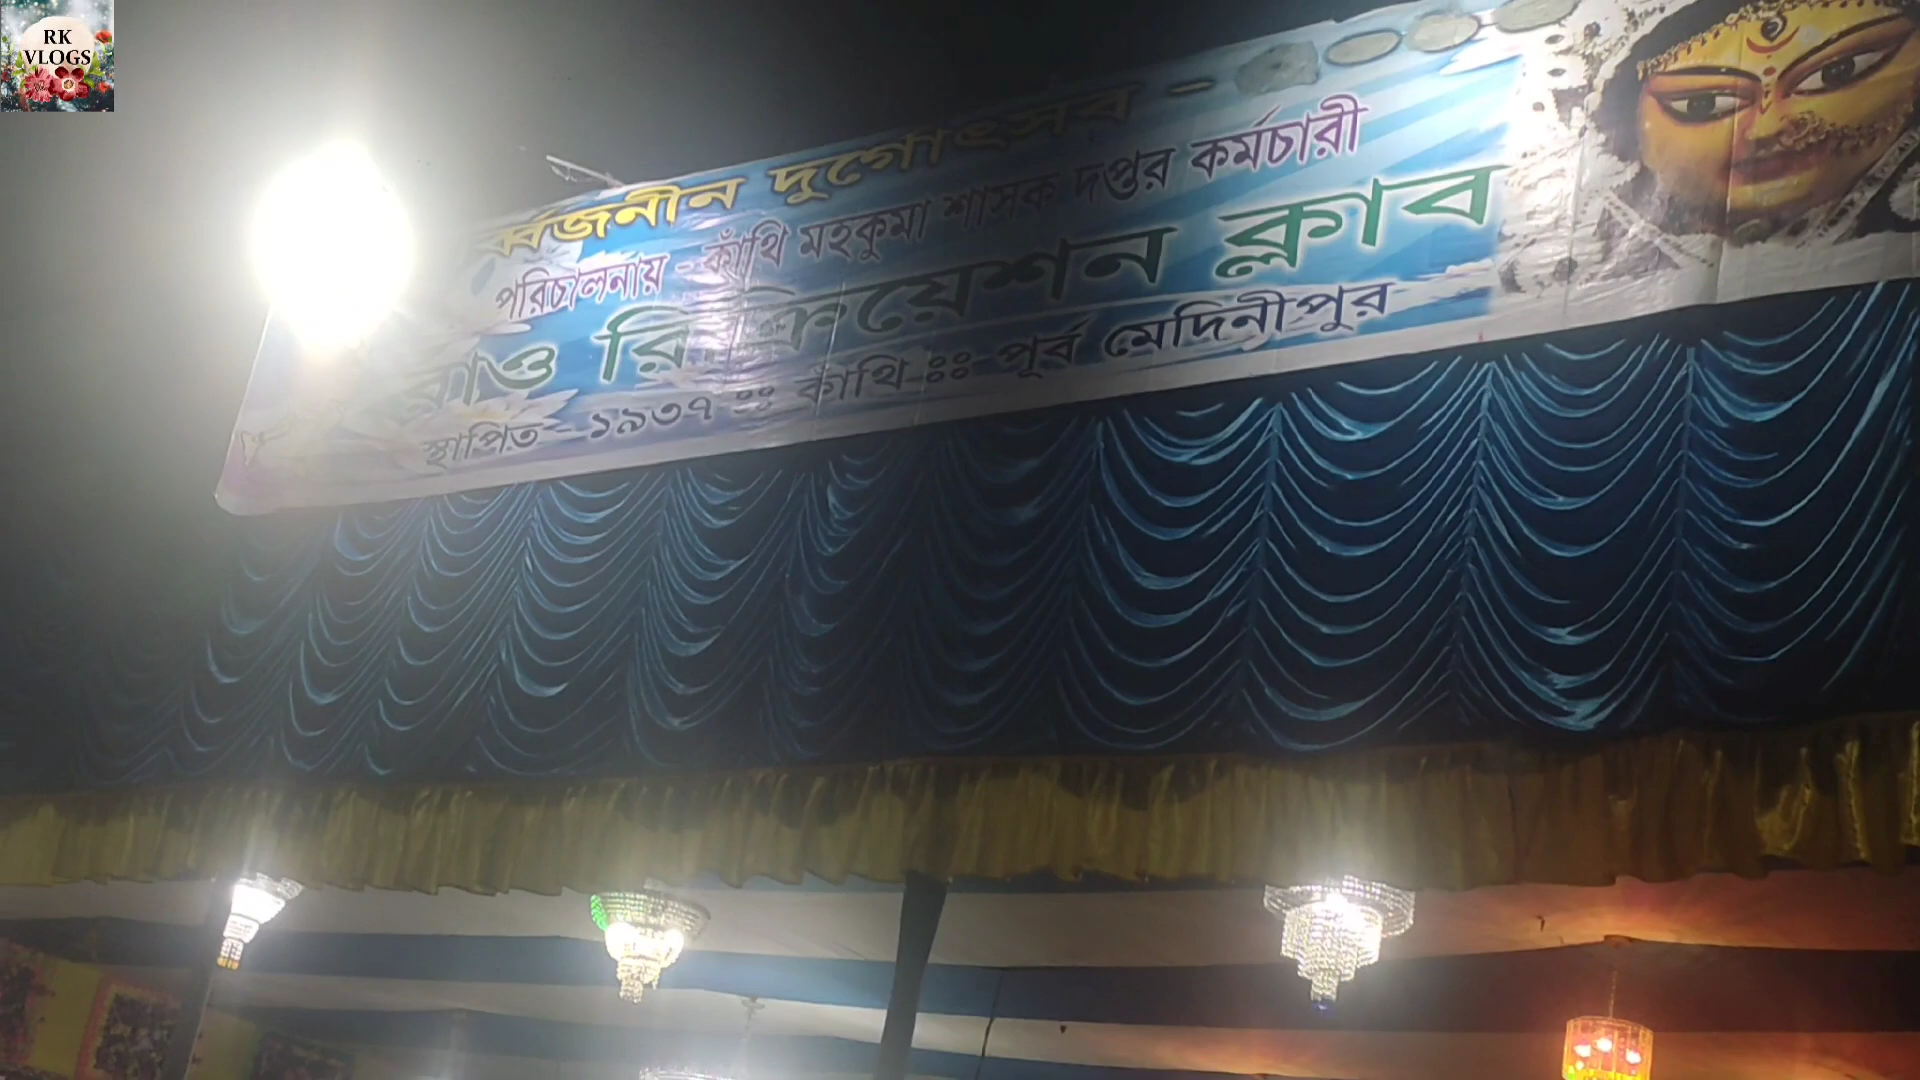 RK
VLOGS
র্ব্বজনীন দুর্গোৎসব -
পরিচালনায় - কাঁথি মহকুমা শাসক দপ্তর কর্মচারী
রাও রিক্রিয়েশন ক্লাব
স্থাপিত - ১৯৩৭ ঃঃ কাঁথি ঃঃ পূর্ব মেদিনীপুর